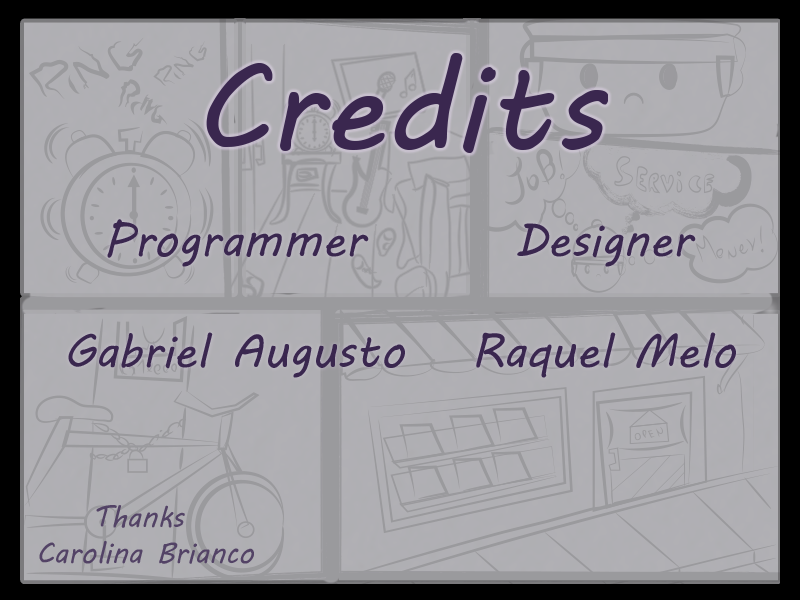 Credits
RING RING
RING
JOB!
SERVICE
Money!
Programmer
Designer
Gabriel Augusto
Raquel Melo
OPEN
Thanks
Carolina Brianco